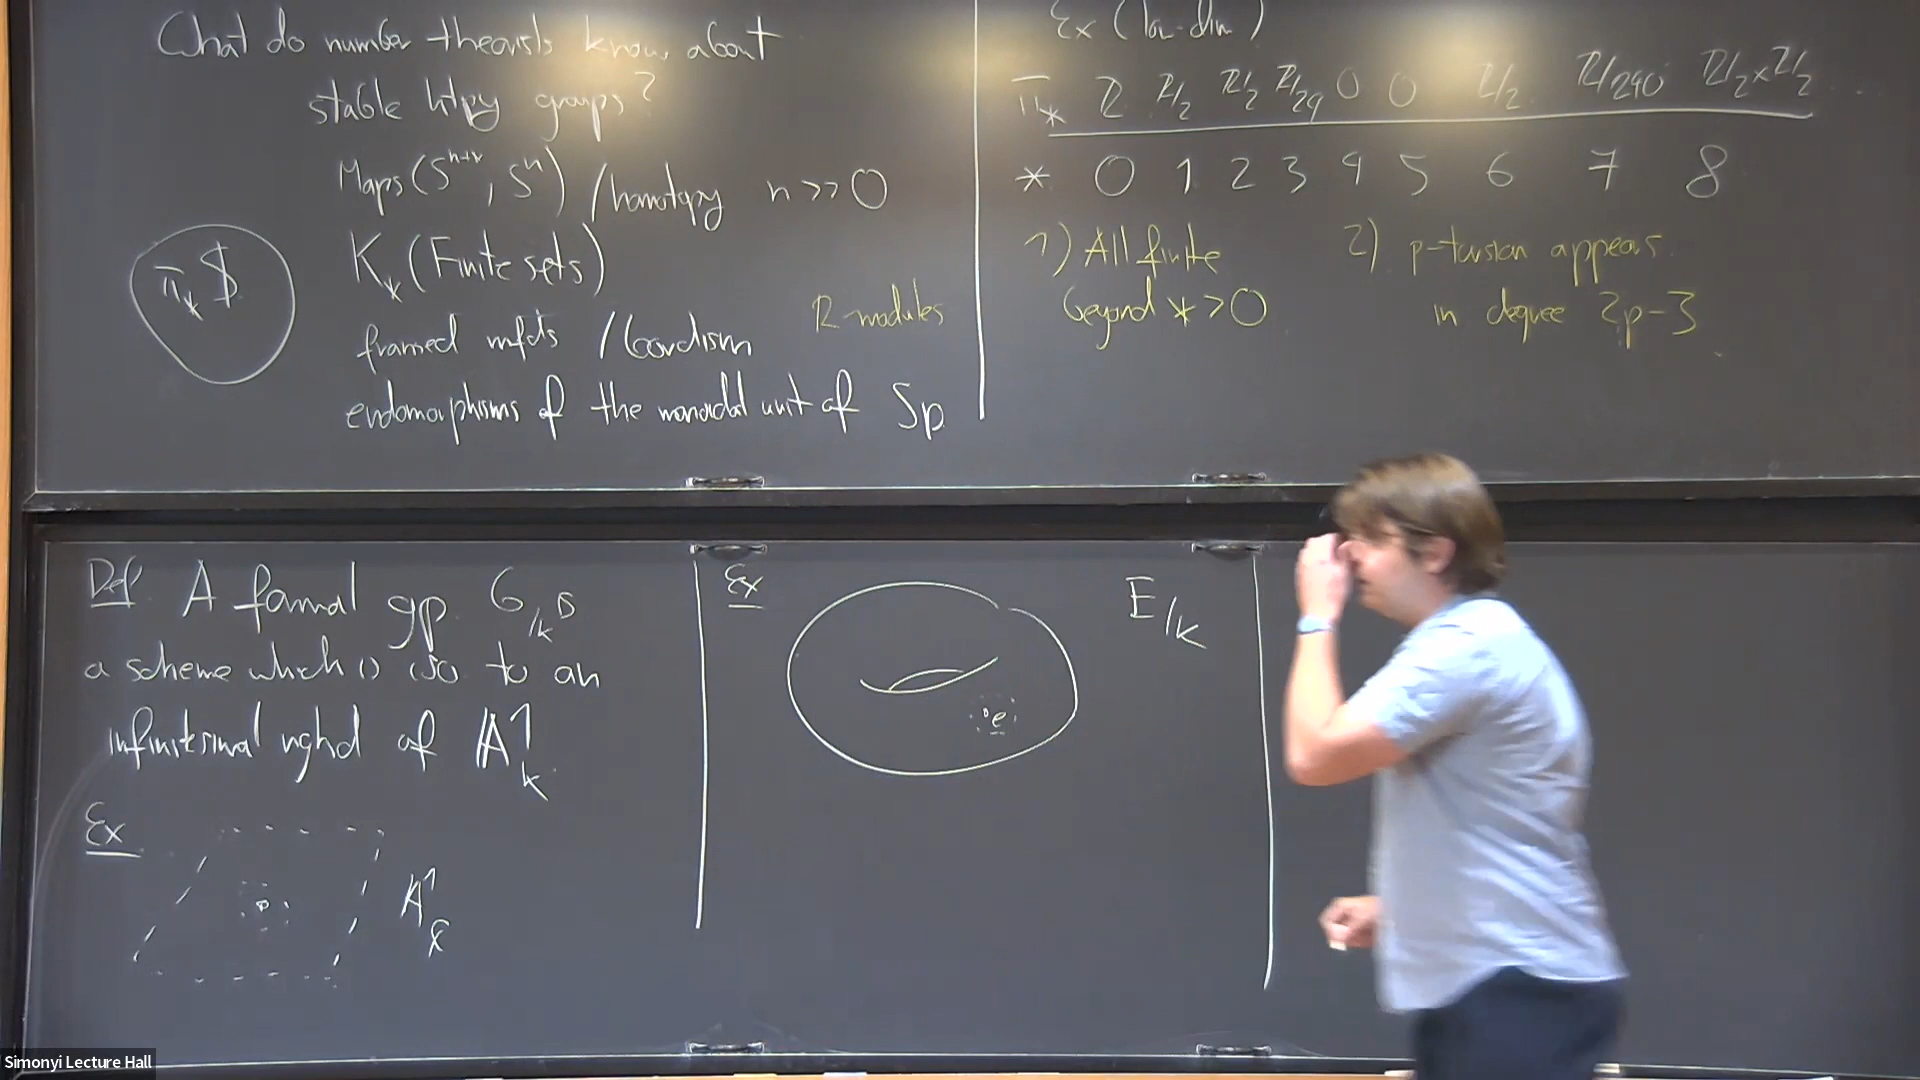 What do number theorists know about
stable htpy groups?
Maps(S^{n+r}, S^n) / homotopy n >> 0
π_* $
K_* (Finite sets)
framed mfds / bordism
Z-modules
endomorphisms of the monoidal unit of Sp
Ex (low-dim)
π_* Z Z/2 Z/2 Z/24 0 0 Z/2 Z/240 Z/2 × Z/2 ...
* 0 1 2 3 4 5 6 7 8
1) All finite
beyond * > 0
2) p-torsion appears
in degree 2p-3
Def A formal gp G/k is
a scheme which is iso to an
infinitesimal nghd of A^1_k
Ex
A^1_k
Ex
E/k
e
Simonyi Lecture Hall